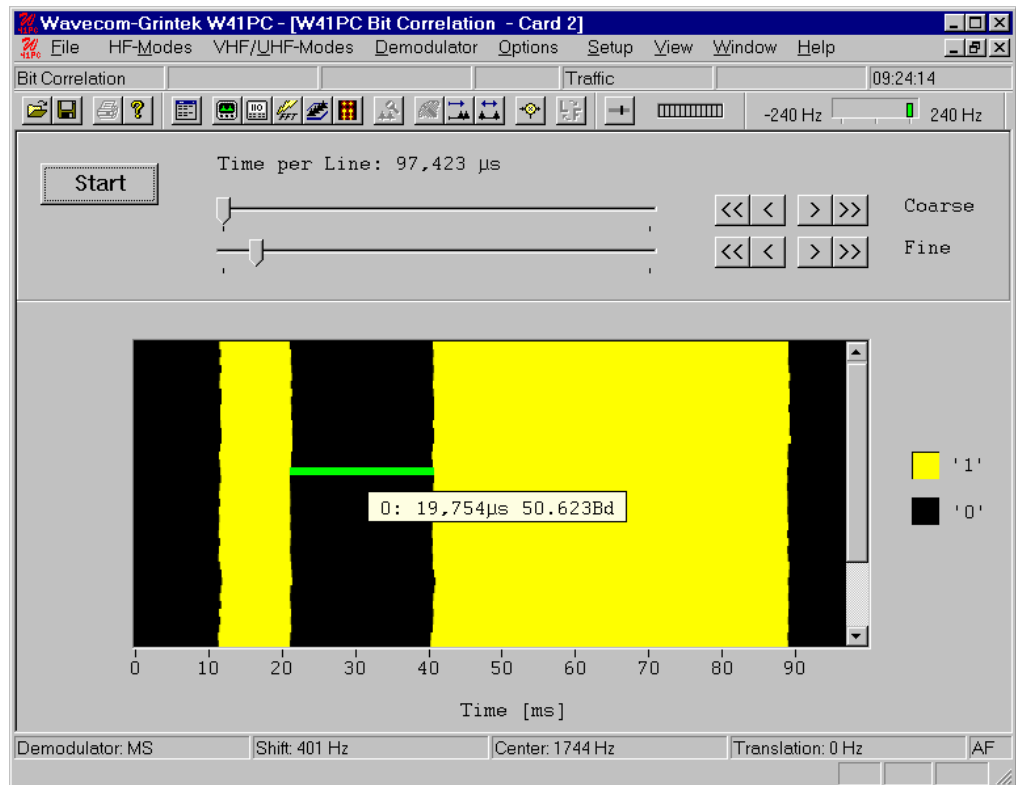 Wavecom-Grintek W41PC - [W41PC Bit Correlation - Card 2]
File HF-Modes VHF/UHF-Modes Demodulator Options Setup View Window Help
Bit Correlation Traffic 09:24:14
-240 Hz 240 Hz
Start
Time per Line: 97,423 µs
<< < > >> Coarse
<< < > >> Fine
'1'
0: 19,754µs 50.623Bd
'0'
0 10 20 30 40 50 60 70 80 90
Time [ms]
Demodulator: MS Shift: 401 Hz Center: 1744 Hz Translation: 0 Hz AF